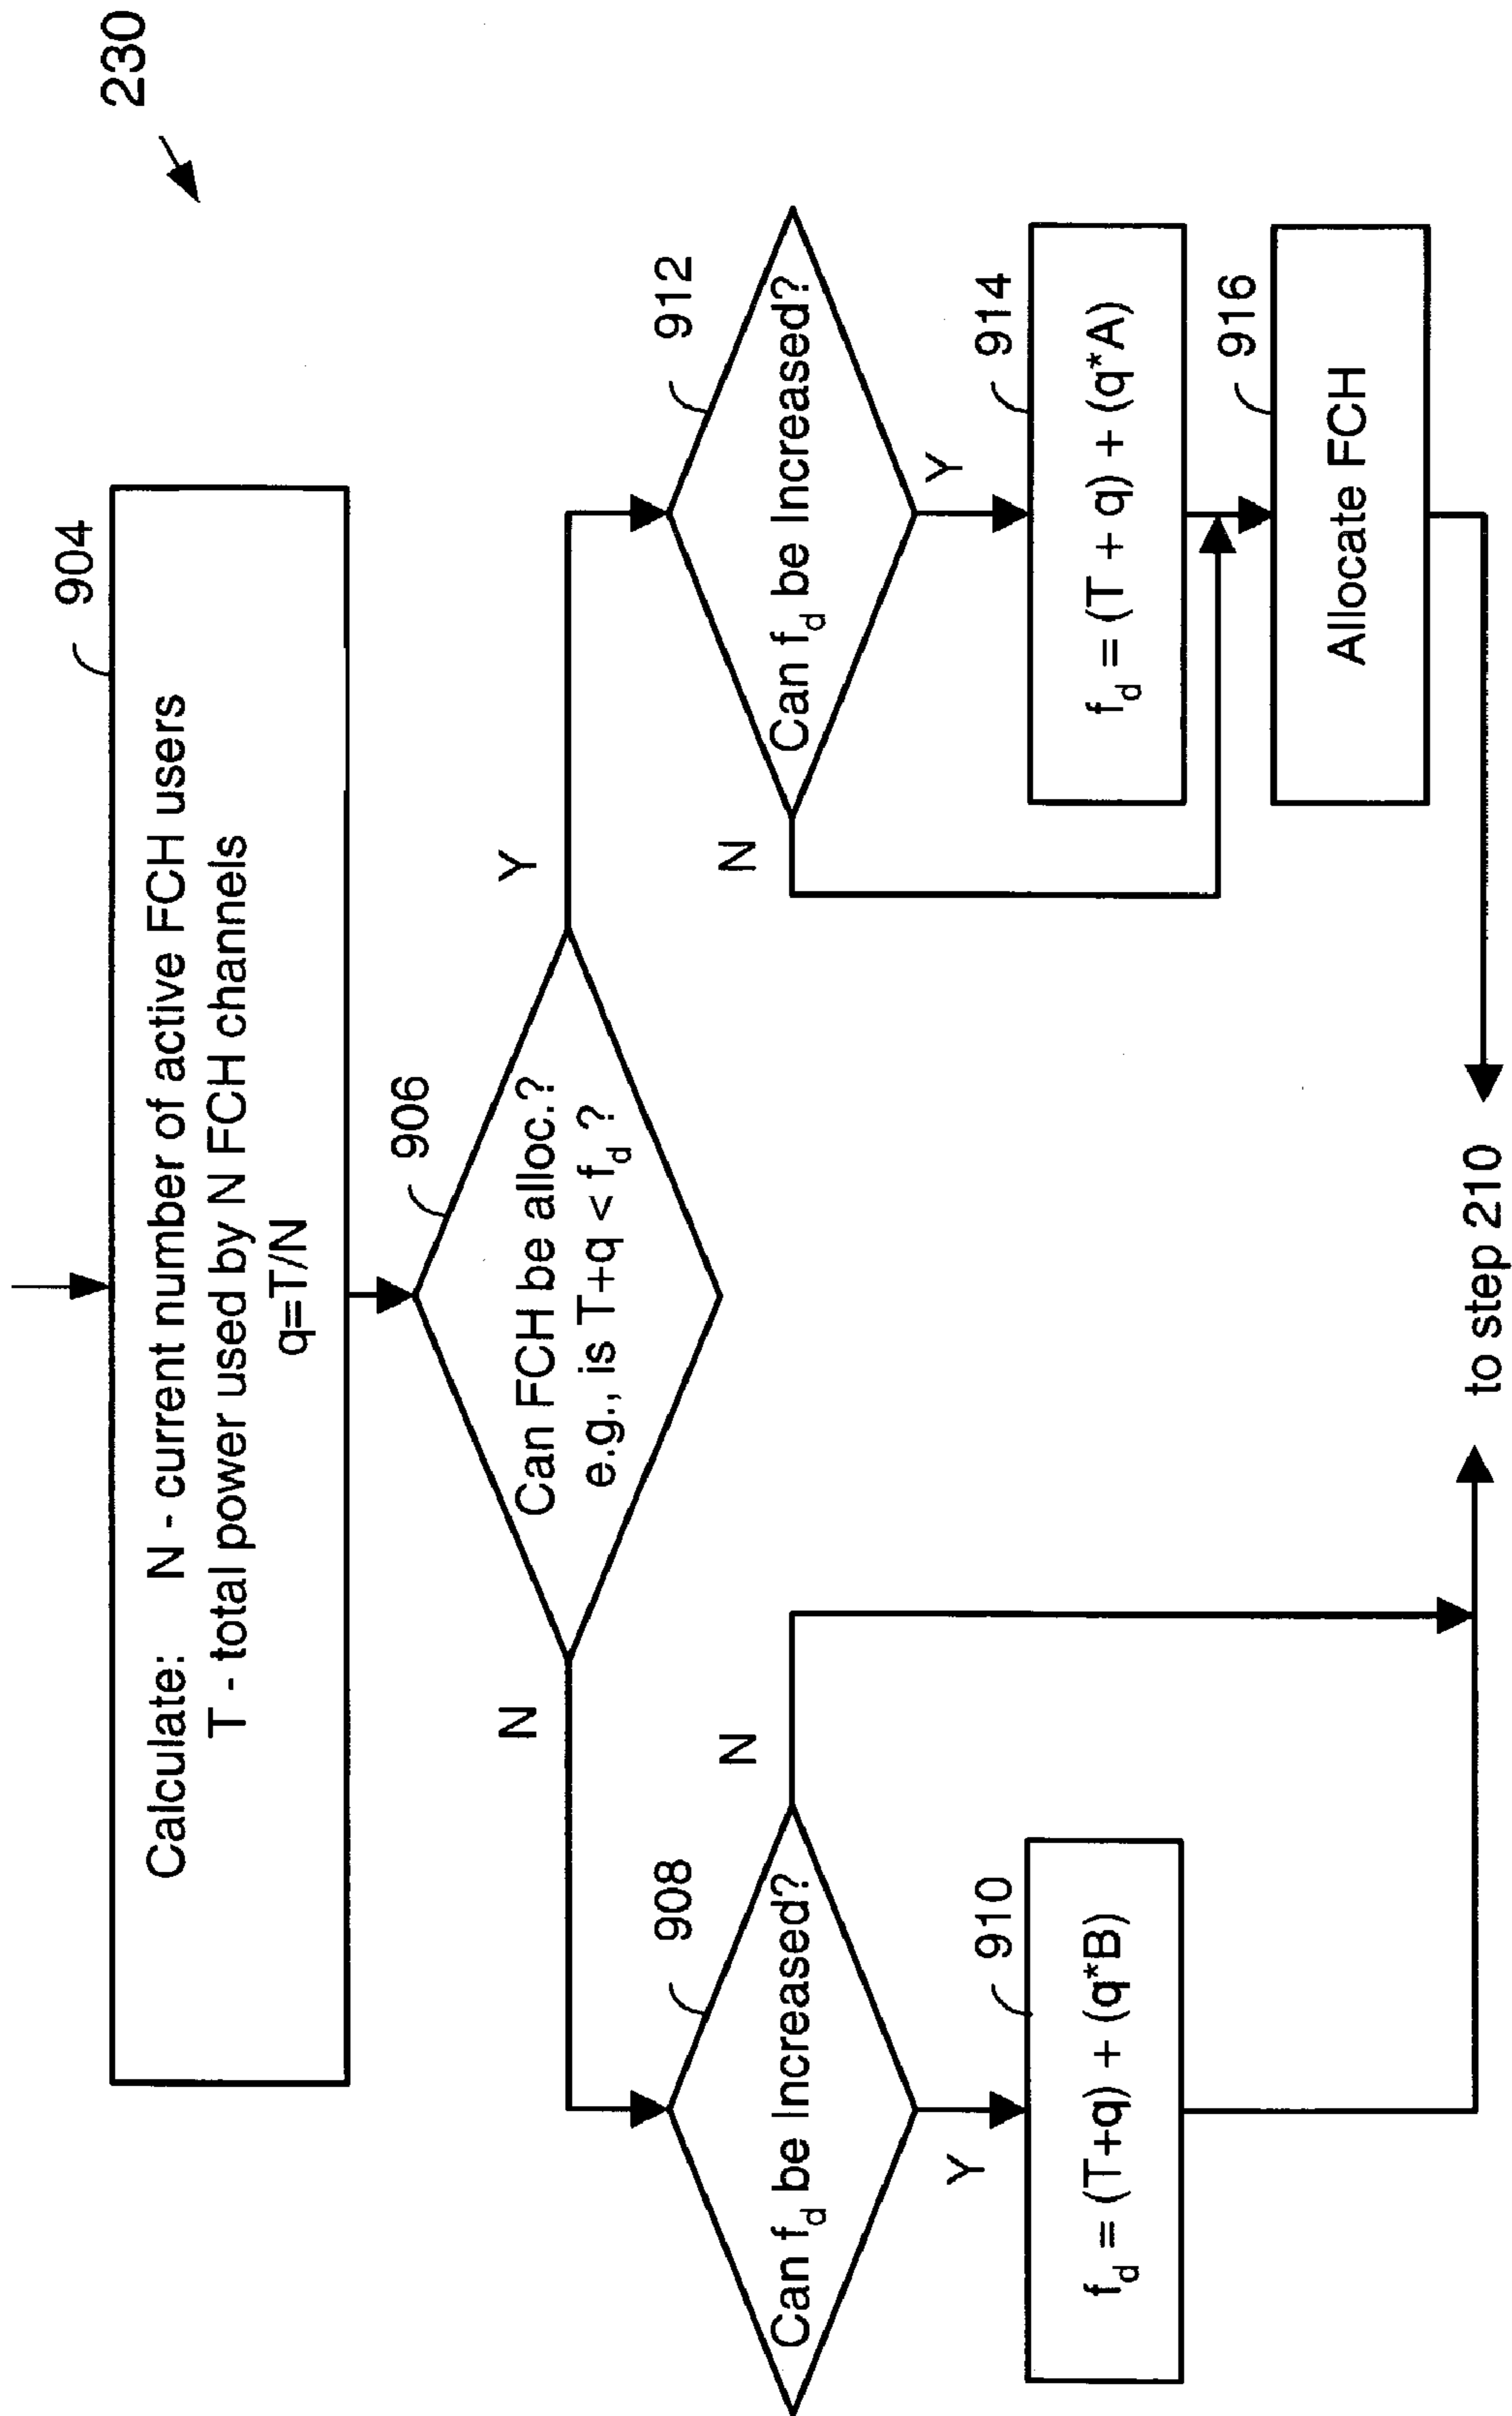 230
904
Calculate: N - current number of active FCH users
T - total power used by N FCH channels
q=T/N
906
Can FCH be alloc.?
e.g., is T+q < f_d ?
N
Y
908
Can f_d be Increased?
N
Y
910
f_d = (T+q) + (q*B)
912
Can f_d be Increased?
N
Y
914
f_d = (T + q) + (q*A)
916
Allocate FCH
to step 210